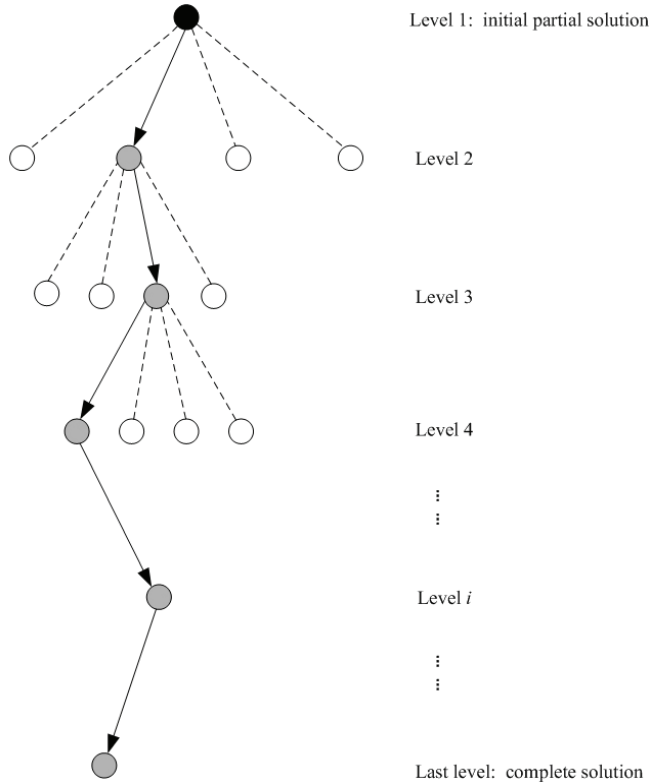 Level 1:  initial partial solution
Level 2
Level 3
Level 4
Level i
Last level:  complete solution